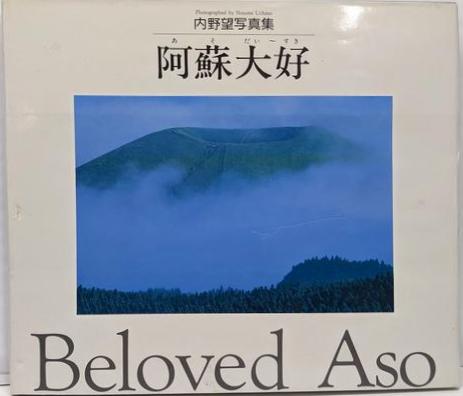 Photographed by Nozomu Uchino
内野望写真集
あ そ だい〜すき
阿蘇大好
Beloved Aso